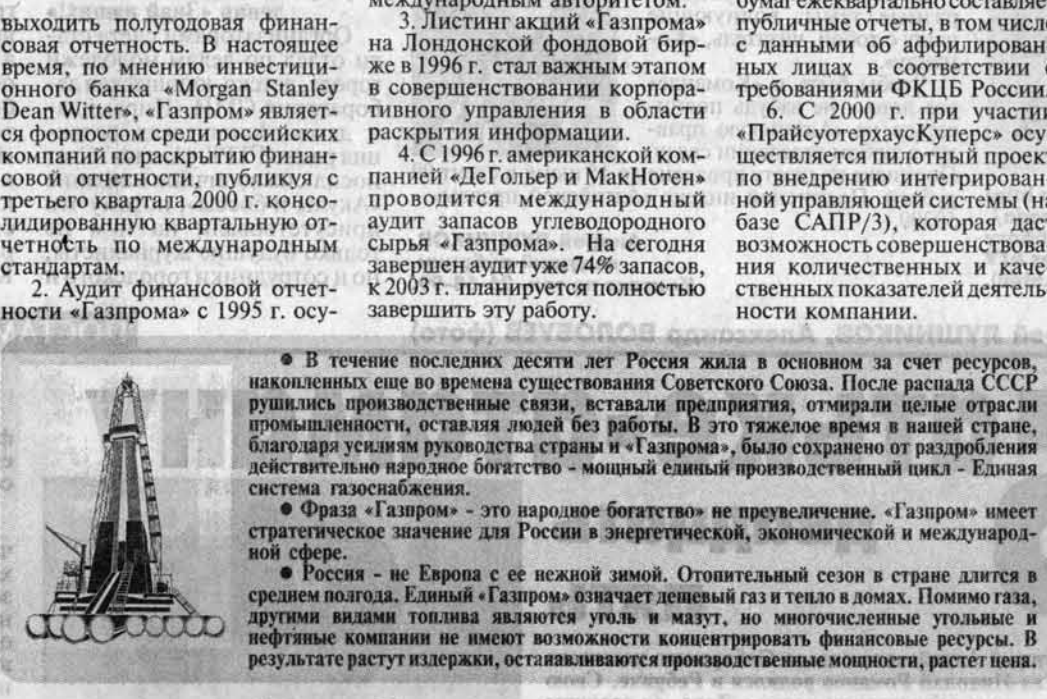 выходить полугодовая финан-
совая отчетность. В настоящее
время, по мнению инвестици-
онного банка «Morgan Stanley
Dean Witter», «Газпром» являет-
ся форпостом среди российских
компаний по раскрытию финан-
совой отчетности, публикуя с
третьего квартала 2000 г. консо-
лидированную квартальную от-
четность по международным
стандартам.
2. Аудит финансовой отчет-
ности «Газпрома» с 1995 г. осу-
международным авторитетом.
3. Листинг акций «Газпрома»
на Лондонской фондовой бир-
же в 1996 г. стал важным этапом
в совершенствовании корпора-
тивного управления в области
раскрытия информации.
4. С 1996 г. американской ком-
панией «ДеГольер и МакНотен»
проводится международный
аудит запасов углеводородного
сырья «Газпрома». На сегодня
завершен аудит уже 74% запасов,
к 2003 г. планируется полностью
завершить эту работу.
бумаг ежеквартально составляе
публичные отчеты, в том числе
с данными об аффилирован
ных лицах в соответствии с
требованиями ФКЦБ России.
6. С 2000 г. при участии
«ПрайсуотерхаусКуперс» осу
ществляется пилотный проект
по внедрению интегрирован
ной управляющей системы (на
базе САПР/3), которая даст
возможность совершенствова
ния количественных и каче
ственных показателей деятель
ности компании.
● В течение последних десяти лет Россия жила в основном за счет ресурсов,
накопленных еще во времена существования Советского Союза. После распада СССР
рушились производственные связи, вставали предприятия, отмирали целые отрасли
промышленности, оставляя людей без работы. В это тяжелое время в нашей стране,
благодаря усилиям руководства страны и «Газпрома», было сохранено от раздробления
действительно народное богатство - мощный единый производственный цикл - Единая
система газоснабжения.
● Фраза «Газпром» - это народное богатство» не преувеличение. «Газпром» имеет
стратегическое значение для России в энергетической, экономической и международ-
ной сфере.
● Россия - не Европа с ее нежной зимой. Отопительный сезон в стране длится в
среднем полгода. Единый «Газпром» означает дешевый газ и тепло в домах. Помимо газа,
другими видами топлива являются уголь и мазут, но многочисленные угольные и
нефтяные компании не имеют возможности концентрировать финансовые ресурсы. В
результате растут издержки, останавливаются производственные мощности, растет цена.